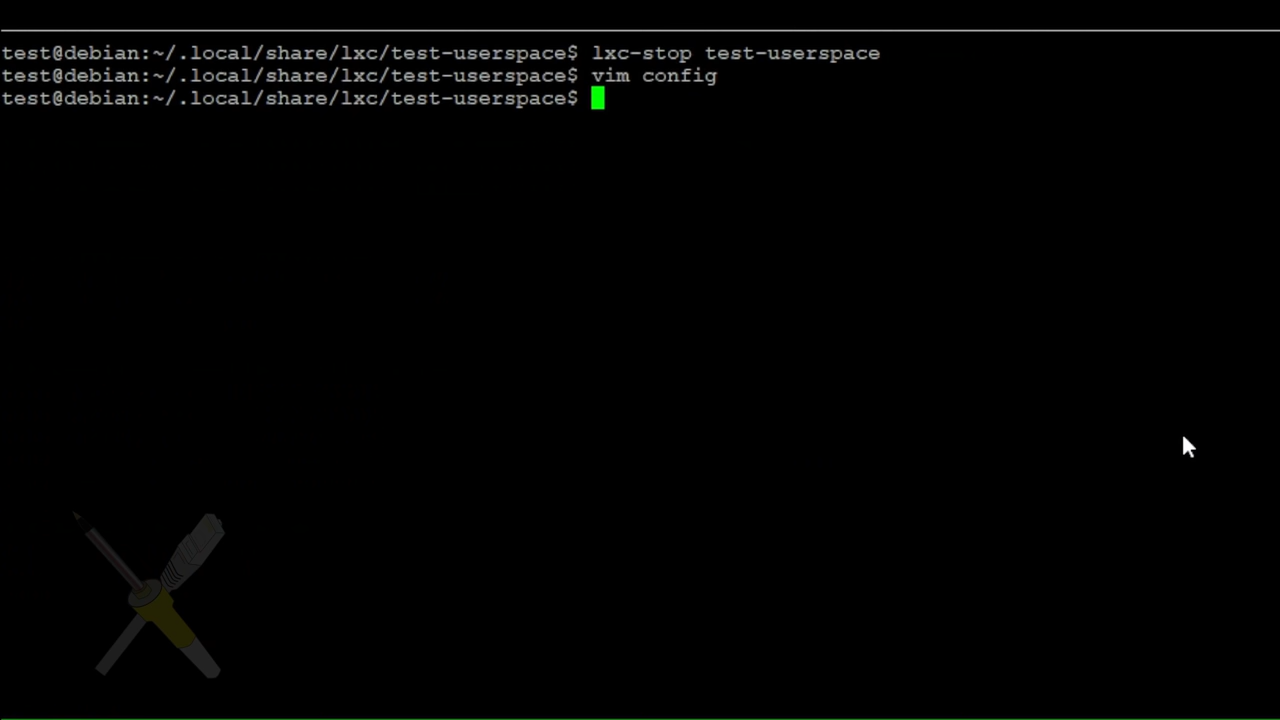 test@debian:~/.local/share/lxc/test-userspace$ lxc-stop test-userspace
test@debian:~/.local/share/lxc/test-userspace$ vim config
test@debian:~/.local/share/lxc/test-userspace$